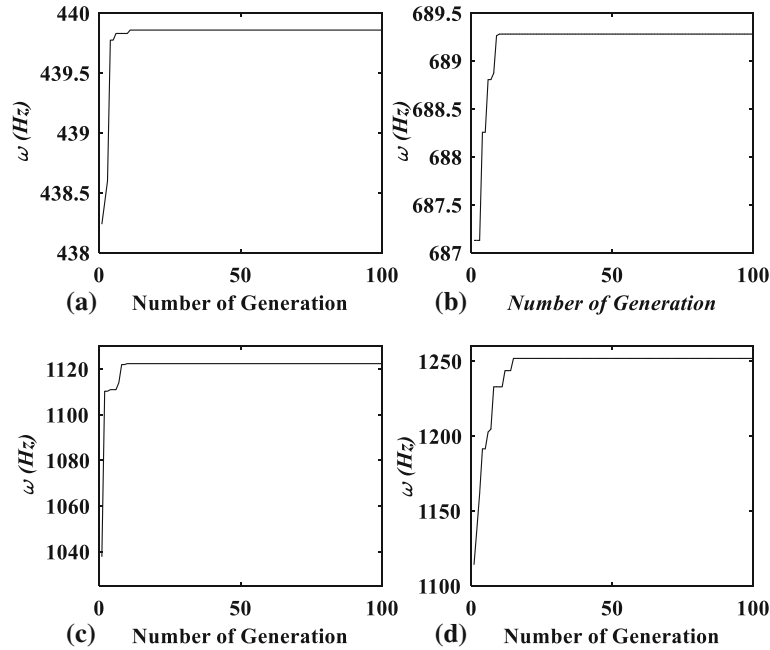 440
439.5
439
438.5
438
ω (Hz)
0
50
100
(a)
Number of Generation
689.5
689
688.5
688
687.5
687
ω (Hz)
0
50
100
(b)
Number of Generation
1120
1100
1080
1060
1040
ω (Hz)
0
50
100
(c)
Number of Generation
1250
1200
1150
1100
ω (Hz)
0
50
100
(d)
Number of Generation